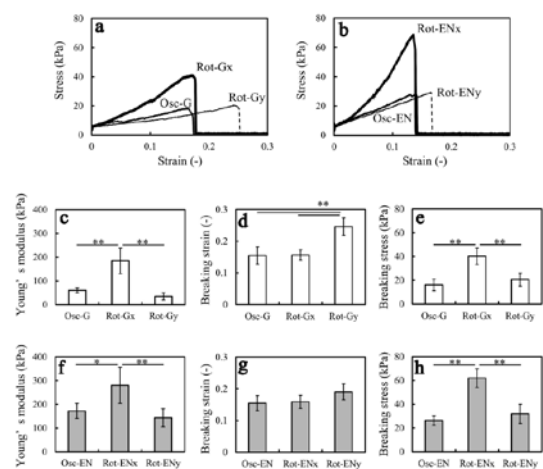 a
Stress (kPa)
80
60
40
20
0
Rot-Gx
Osc-G
Rot-Gy
0
0.1
0.2
0.3
Strain (-)
b
Stress (kPa)
80
60
40
20
0
Rot-ENx
Rot-ENy
Osc-EN
0
0.1
0.2
0.3
Strain (-)
c
Young's modulus (kPa)
400
300
200
100
0
** **
Osc-G Rot-Gx Rot-Gy
d
Breaking strain (-)
0.3
0.2
0.1
0
**
Osc-G Rot-Gx Rot-Gy
e
Breaking stress (kPa)
80
60
40
20
0
** **
Osc-G Rot-Gx Rot-Gy
f
Young's modulus (kPa)
400
300
200
100
0
* **
Osc-EN Rot-ENx Rot-ENy
g
Breaking strain (-)
0.3
0.2
0.1
0
Osc-EN Rot-ENx Rot-ENy
h
Breaking stress (kPa)
80
60
40
20
0
** **
Osc-EN Rot-ENx Rot-ENy